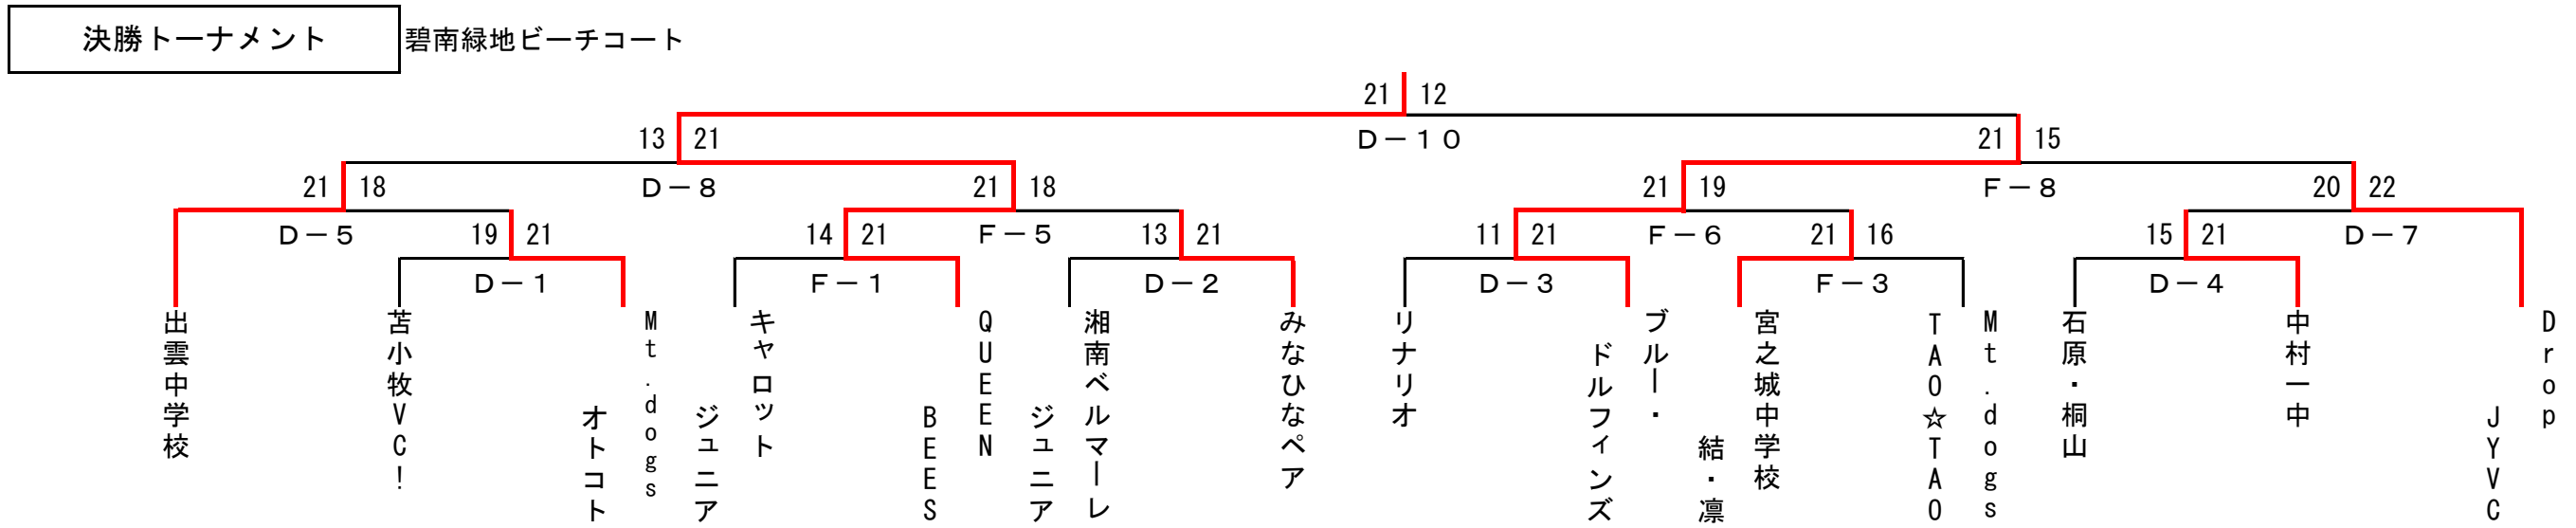 決勝トーナメント
碧南緑地ビーチコート
21 12
D－10
13 21
21 15
D－8
F－8
21 18
21 18
21 19
20 22
D－5
F－5
F－6
D－7
19 21
14 21
13 21
11 21
21 16
15 21
D－1
F－1
D－2
D－3
F－3
D－4
出雲中学校
苫小牧VC!
Mt.dogs
オトコト
キャロット
ジュニア
QUEEN
BEES
湘南ベルマーレ
ジュニア
みなひなペア
リナリオ
ブルー・
ドルフィンズ
宮之城中学校
結・凛
Mt.dogs
TAO☆TAO
石原・桐山
中村一中
Drop
JYVC